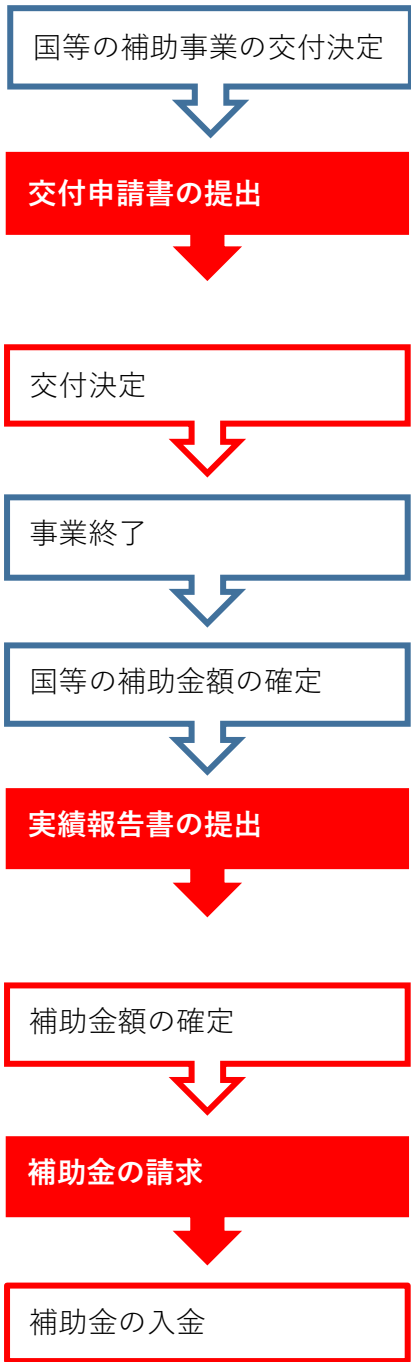 国等の補助事業の交付決定
交付申請書の提出
交付決定
事業終了
国等の補助金額の確定
実績報告書の提出
補助金額の確定
補助金の請求
補助金の入金